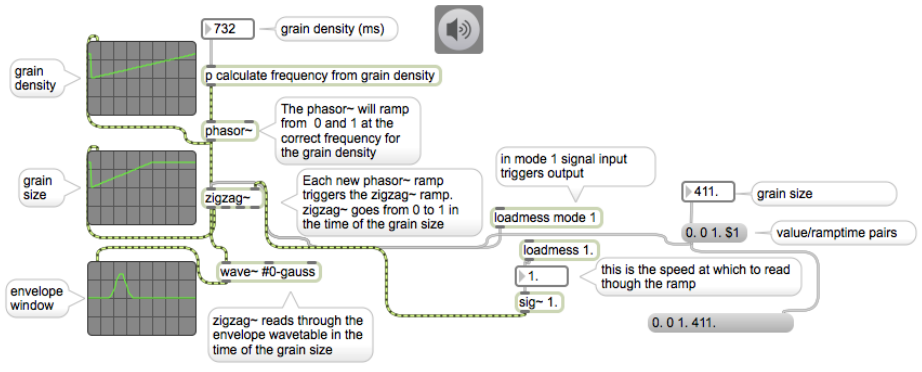 732
grain density (ms)
grain
density
p calculate frequency from grain density
phasor~
The phasor~ will ramp
from 0 and 1 at the
correct frequency for
the grain density
grain
size
zigzag~
Each new phasor~ ramp
triggers the zigzag~ ramp.
zigzag~ goes from 0 to 1 in
the time of the grain size
in mode 1 signal input
triggers output
loadmess mode 1
411.
grain size
0. 0 1. $1
value/ramptime pairs
loadmess 1.
1.
this is the speed at which to read
though the ramp
sig~ 1.
0. 0 1. 411.
envelope
window
wave~ #0-gauss
zigzag~ reads through the
envelope wavetable in the
time of the grain size